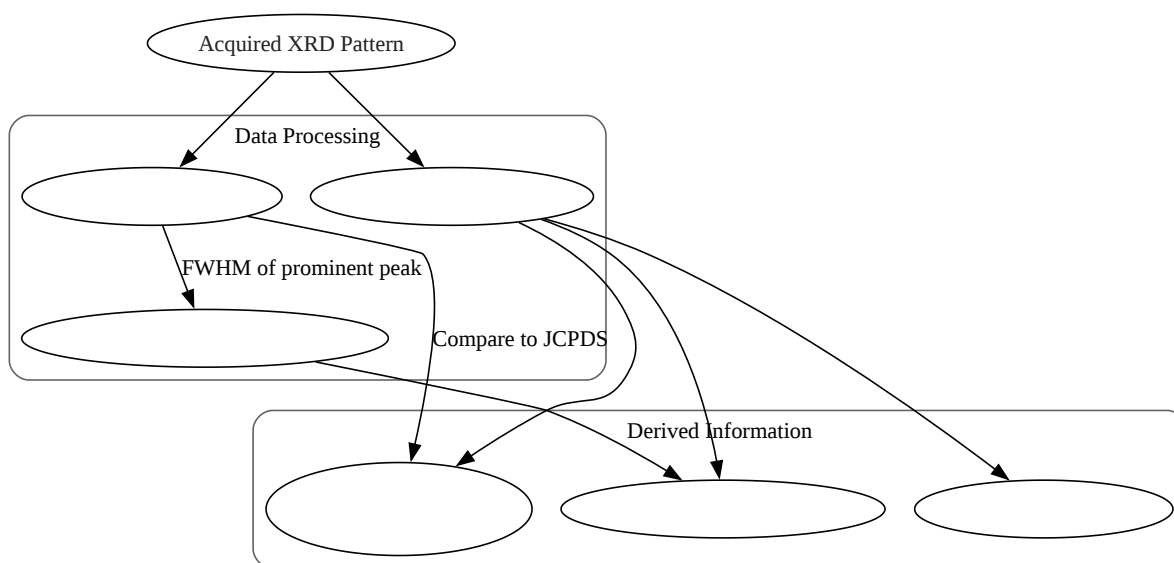 Acquired XRD Pattern
Data Processing
FWHM of prominent peak
Compare to JCPDS
Derived Information